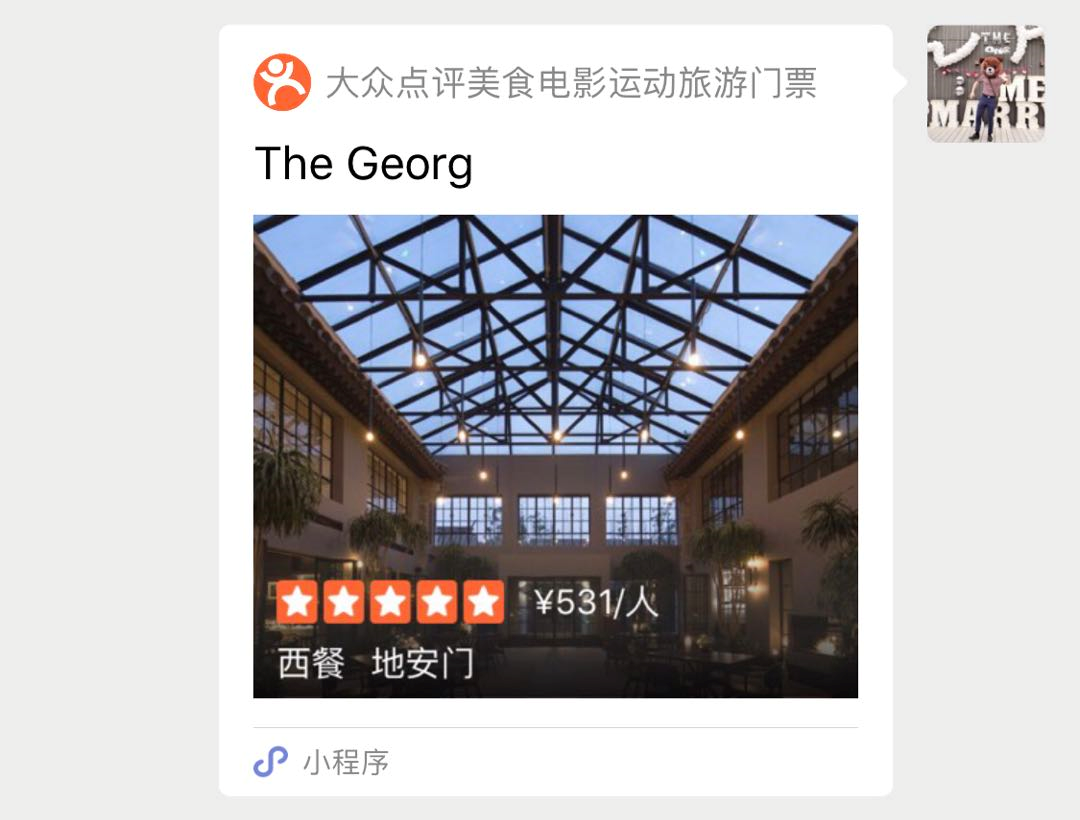 大众点评美食电影运动旅游门票
The Georg
¥531/人
西餐 地安门
小程序
THE
ME
MARRY